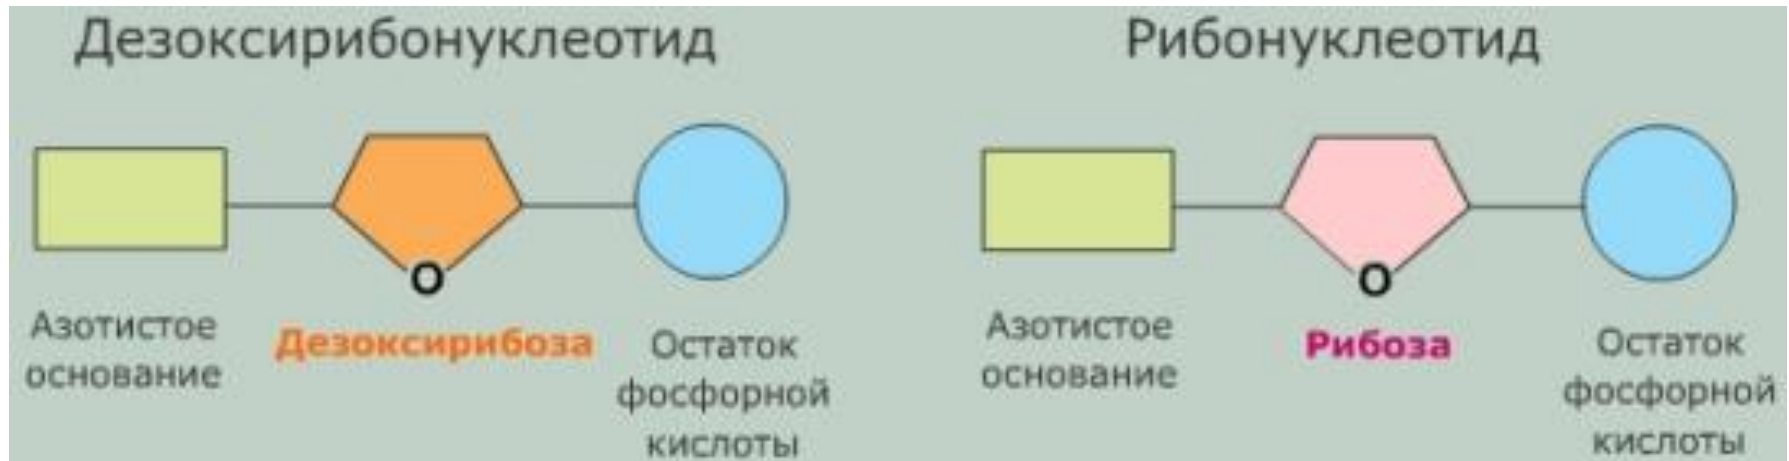 Дезоксирибонуклеотид
Рибонуклеотид
О
О
Азотистое
основание
Дезоксирибоза
Остаток
фосфорной
кислоты
Азотистое
основание
Рибоза
Остаток
фосфорной
кислоты